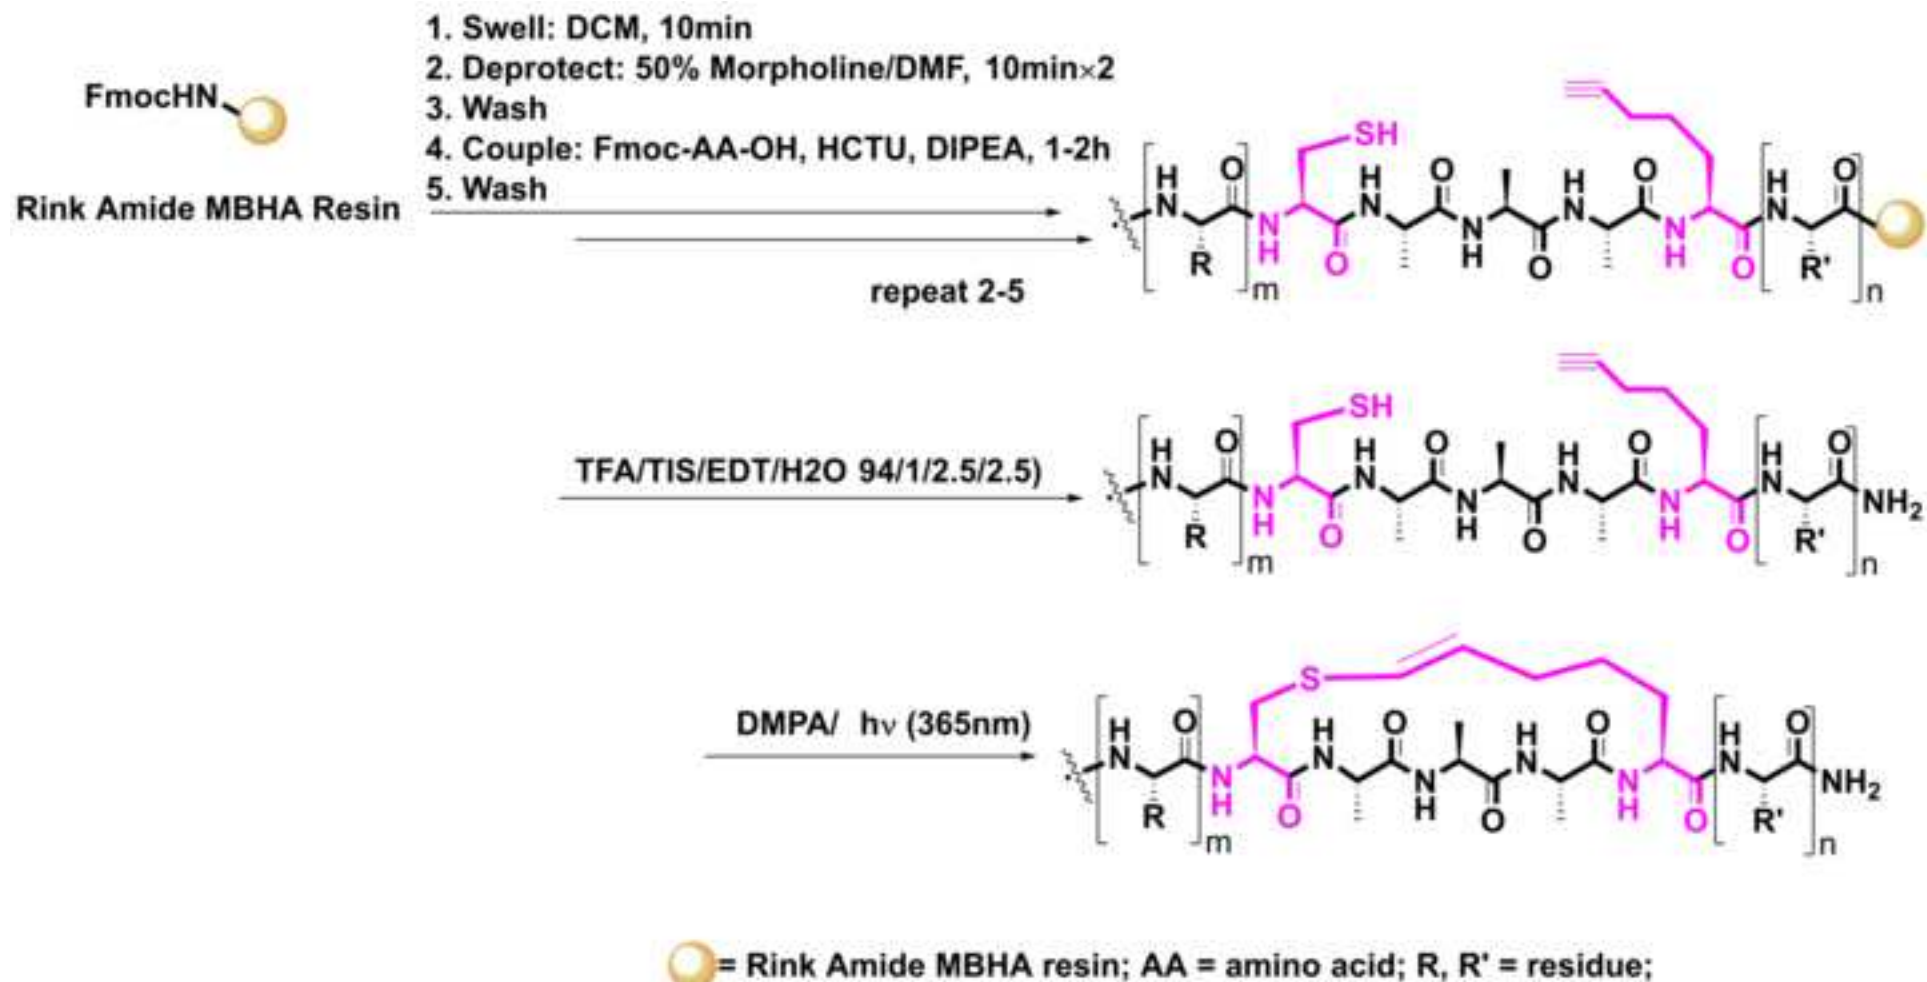 1. Swell: DCM, 10min
2. Deprotect: 50% Morpholine/DMF, 10min×2
3. Wash
4. Couple: Fmoc-AA-OH, HCTU, DIPEA, 1-2h
5. Wash
FmocHN
Rink Amide MBHA Resin
repeat 2-5
H N R O m N H SH O H N O N H O H N O N H O H N R' O n
TFA/TIS/EDT/H2O 94/1/2.5/2.5)
H N R O m N H SH O H N O N H O H N O N H O H N R' O n NH2
DMPA/ hν (365nm)
H N R O m N H S O H N O N H O H N O N H O H N R' O n NH2
= Rink Amide MBHA resin; AA = amino acid; R, R' = residue;